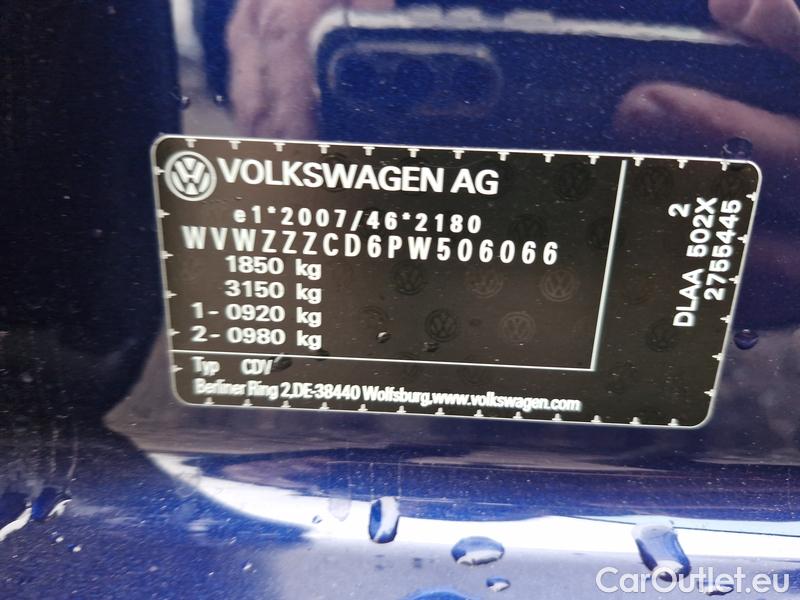 VOLKSWAGEN AG
e1*2007/46*2180
WVWZZZCD6PW506066
1850 kg
3150 kg
1- 0920 kg
2- 0980 kg
Typ CDV
Berliner Ring 2,DE-38440 Wolfsburg,www.volkswagen.com
2
DLAA 502X
2755445
CarOutlet.eu